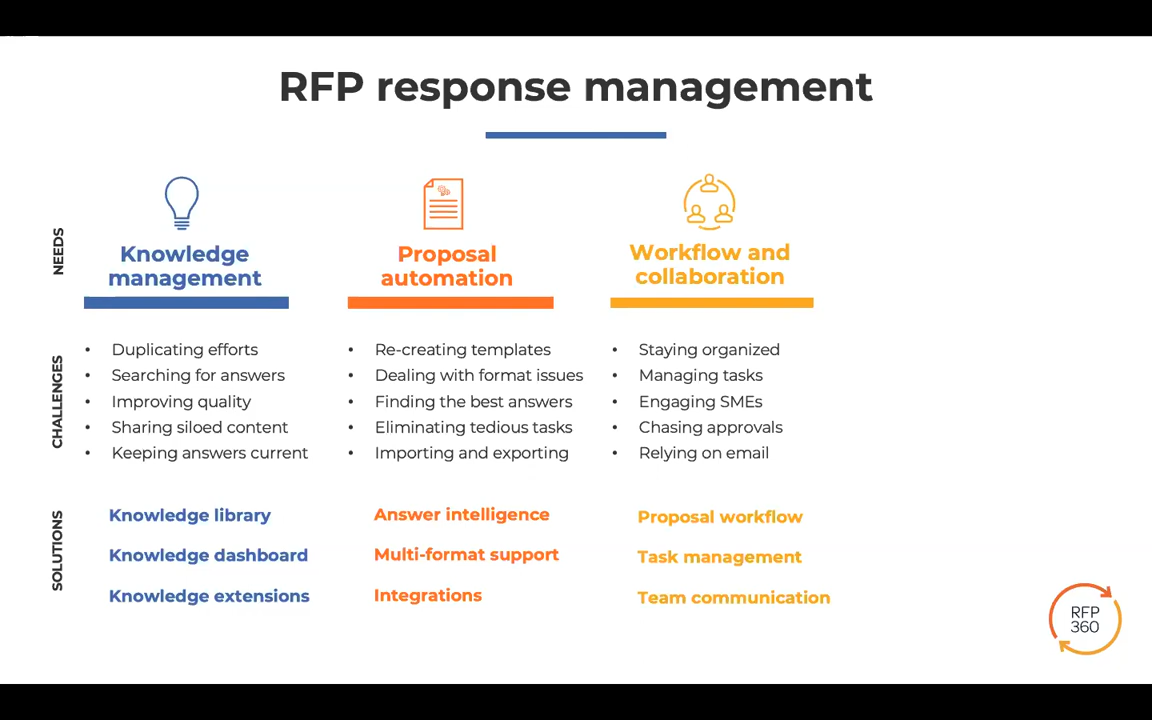 RFP response management
NEEDS
Knowledge
management
Proposal
automation
Workflow and
collaboration
CHALLENGES
• Duplicating efforts
• Searching for answers
• Improving quality
• Sharing siloed content
• Keeping answers current
• Re-creating templates
• Dealing with format issues
• Finding the best answers
• Eliminating tedious tasks
• Importing and exporting
• Staying organized
• Managing tasks
• Engaging SMEs
• Chasing approvals
• Relying on email
SOLUTIONS
Knowledge library
Knowledge dashboard
Knowledge extensions
Answer intelligence
Multi-format support
Integrations
Proposal workflow
Task management
Team communication
RFP
360